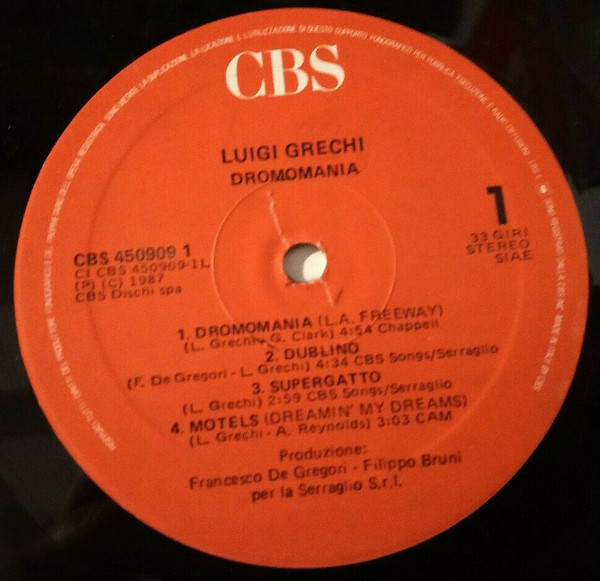 CBS
LUIGI GRECHI
DROMOMANIA
1
33 GIRI
STEREO
SIAE
CBS 450909 1
CI CBS 450909-1L
(P) (C) 1987
CBS Dischi spa
1. DROMOMANIA (L.A. FREEWAY)
(L. Grechi - G. Clark) 4:54 Chappell
2. DUBLINO
(F. De Gregori - L. Grechi) 4:34 CBS Songs/Serraglio
3. SUPERGATTO
(L. Grechi) 2:59 CBS Songs/Serraglio
4. MOTELS (DREAMIN' MY DREAMS)
(L. Grechi - A. Reynolds) 3:03 CAM
Produzione:
Francesco De Gregori - Filippo Bruni
per la Serraglio S.r.l.